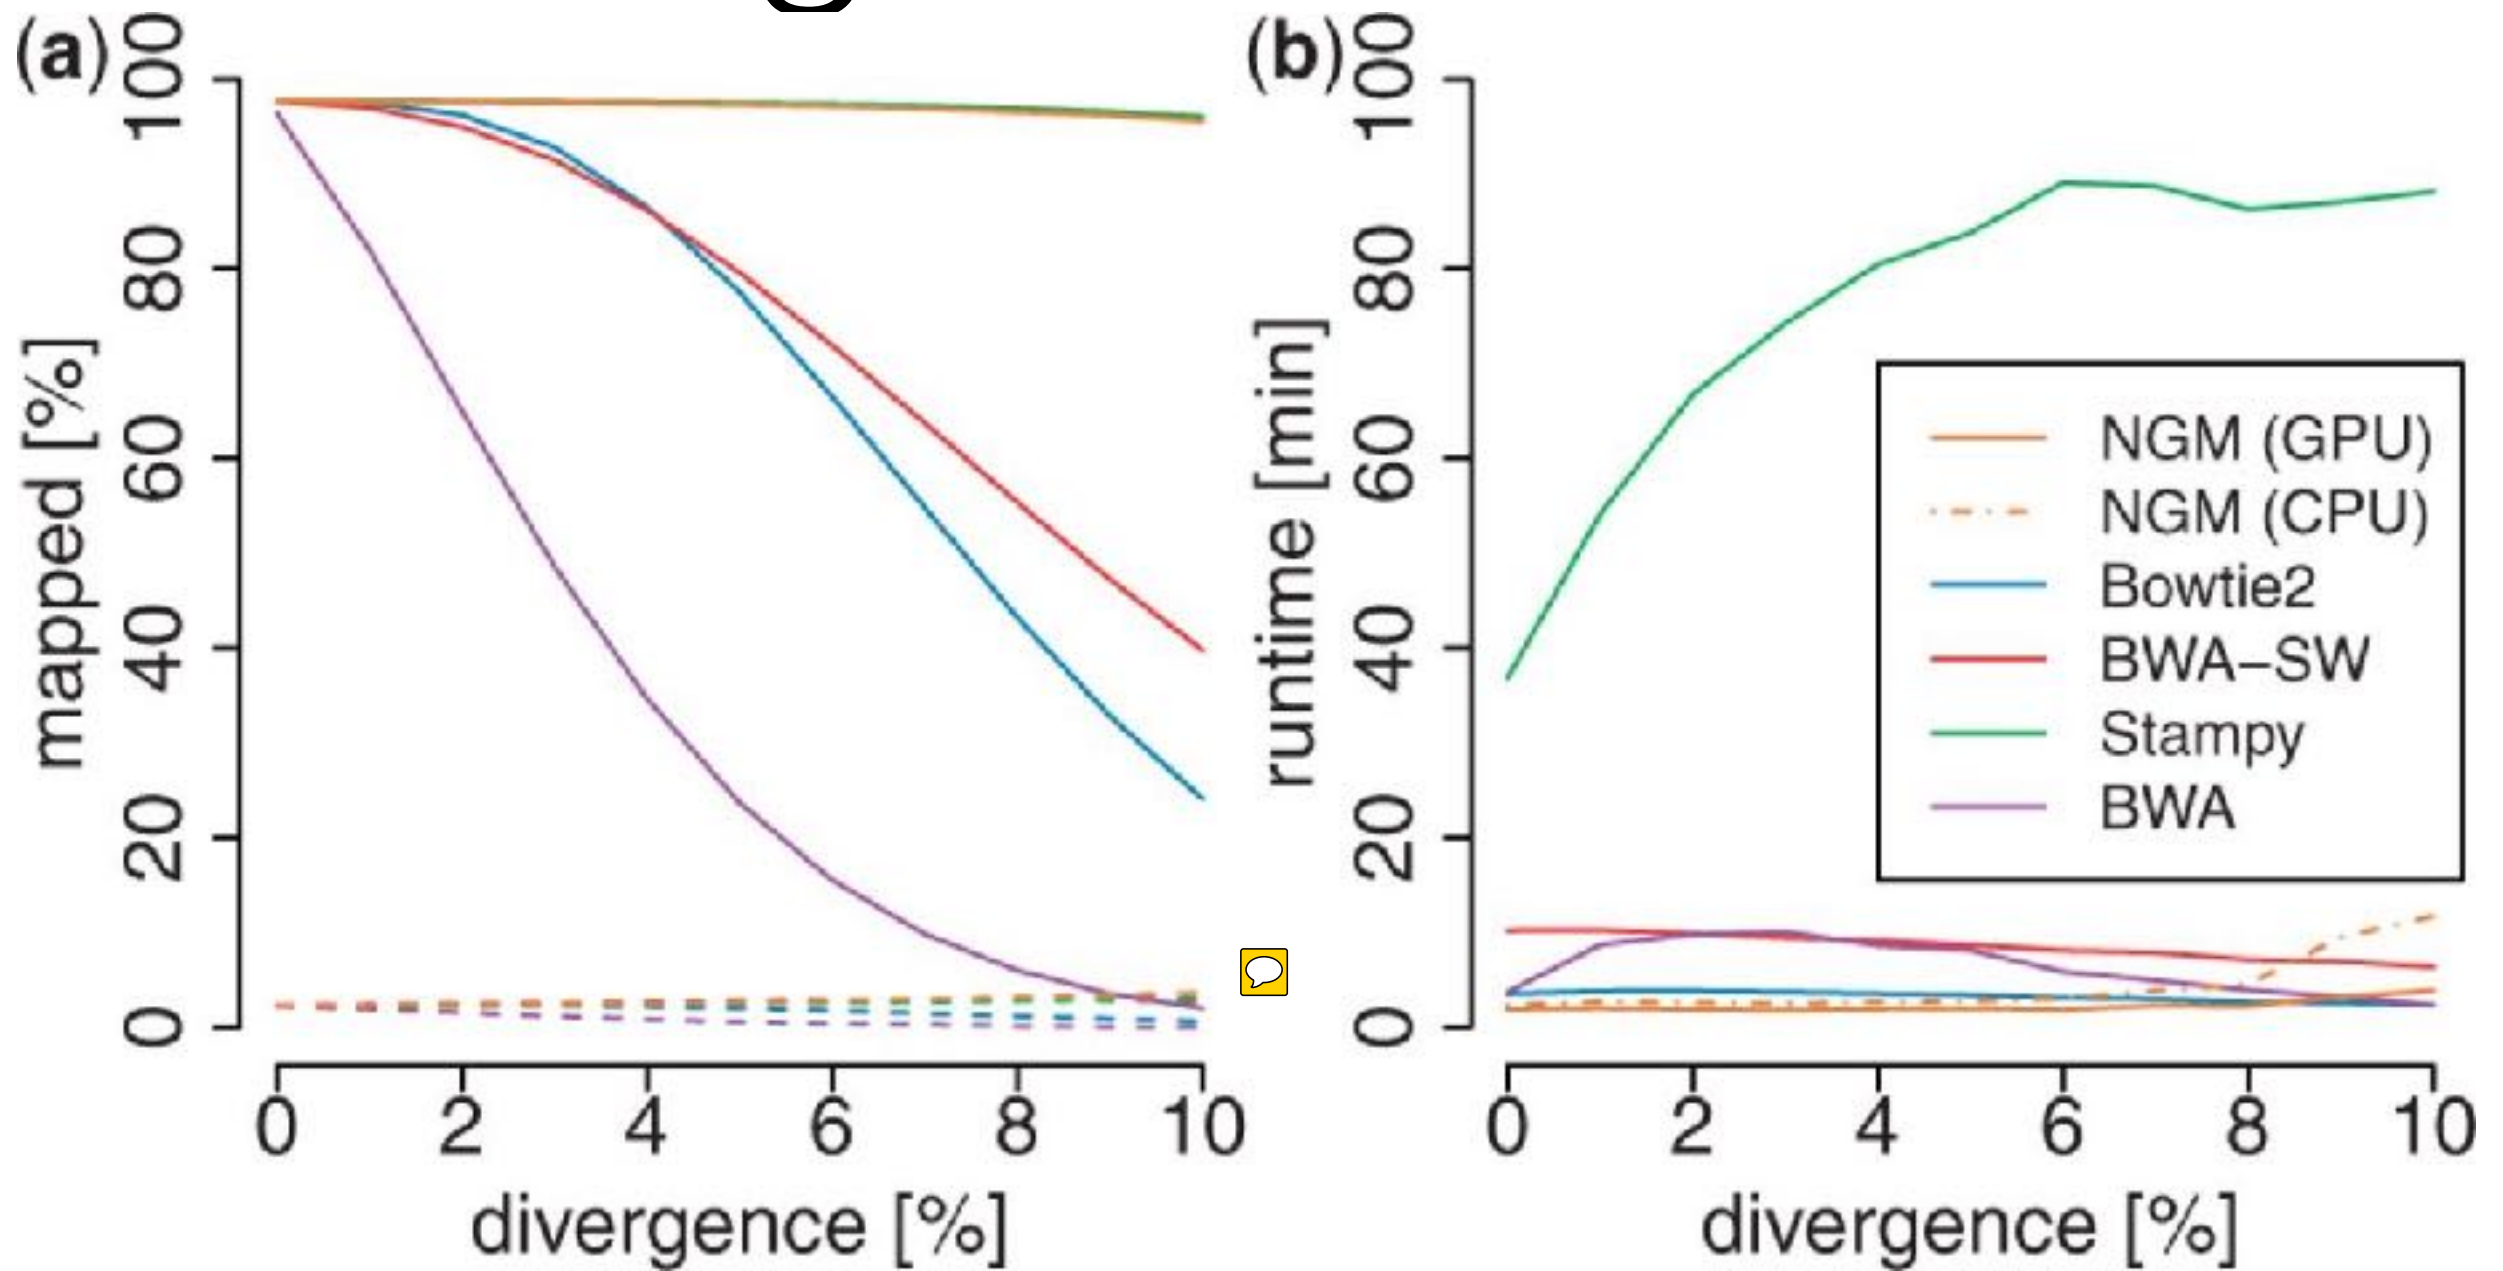 (a)
mapped [%]
100
80
60
40
20
0
0 2 4 6 8 10
divergence [%]
(b)
runtime [min]
100
80
60
40
20
0
NGM (GPU)
NGM (CPU)
Bowtie2
BWA–SW
Stampy
BWA
0 2 4 6 8 10
divergence [%]